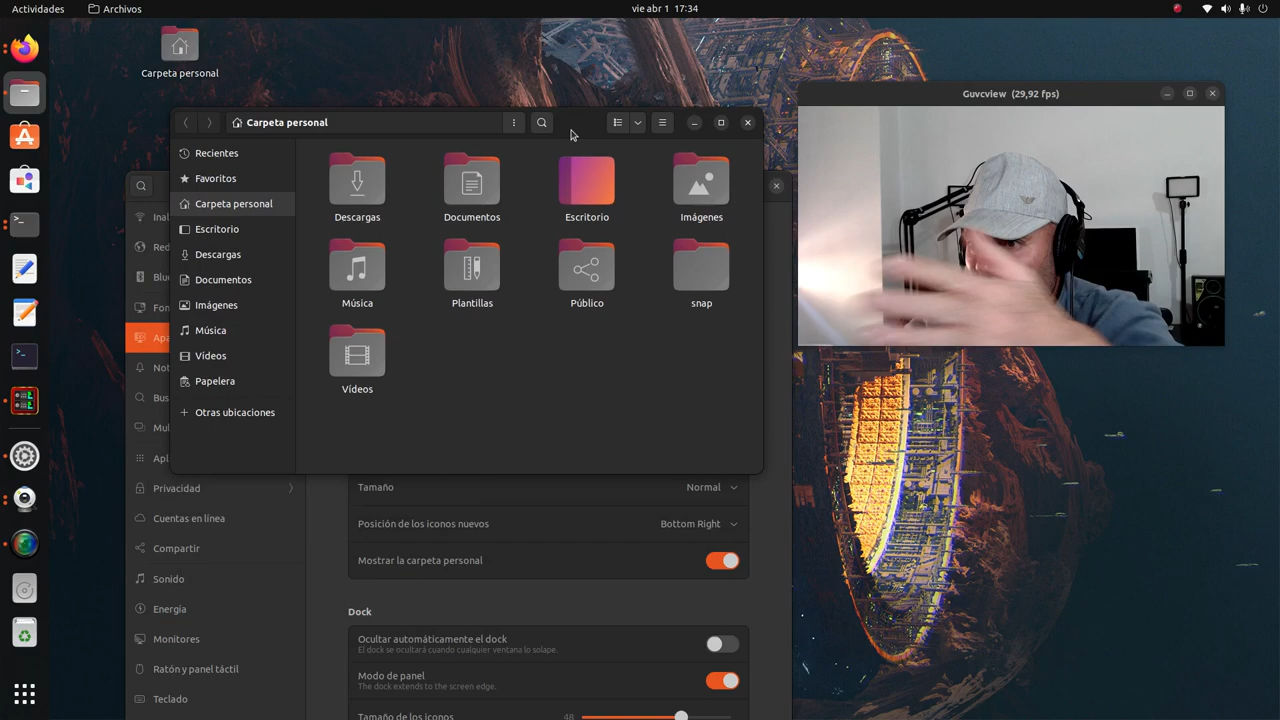 Actividades
Archivos
vie abr 1 17:34
Carpeta personal
Guvcview (29,92 fps)
Carpeta personal
Recientes
Favoritos
Carpeta personal
Escritorio
Descargas
Documentos
Imágenes
Música
Vídeos
Papelera
Otras ubicaciones
Descargas
Documentos
Escritorio
Imágenes
Música
Plantillas
Público
snap
Vídeos
Privacidad
Cuentas en línea
Compartir
Sonido
Energía
Monitores
Ratón y panel táctil
Teclado
Tamaño
Normal
Posición de los iconos nuevos
Bottom Right
Mostrar la carpeta personal
Dock
Ocultar automáticamente el dock
El dock se ocultará cuando cualquier ventana lo solape.
Modo de panel
The dock extends to the screen edge.
Tamaño de los iconos
48